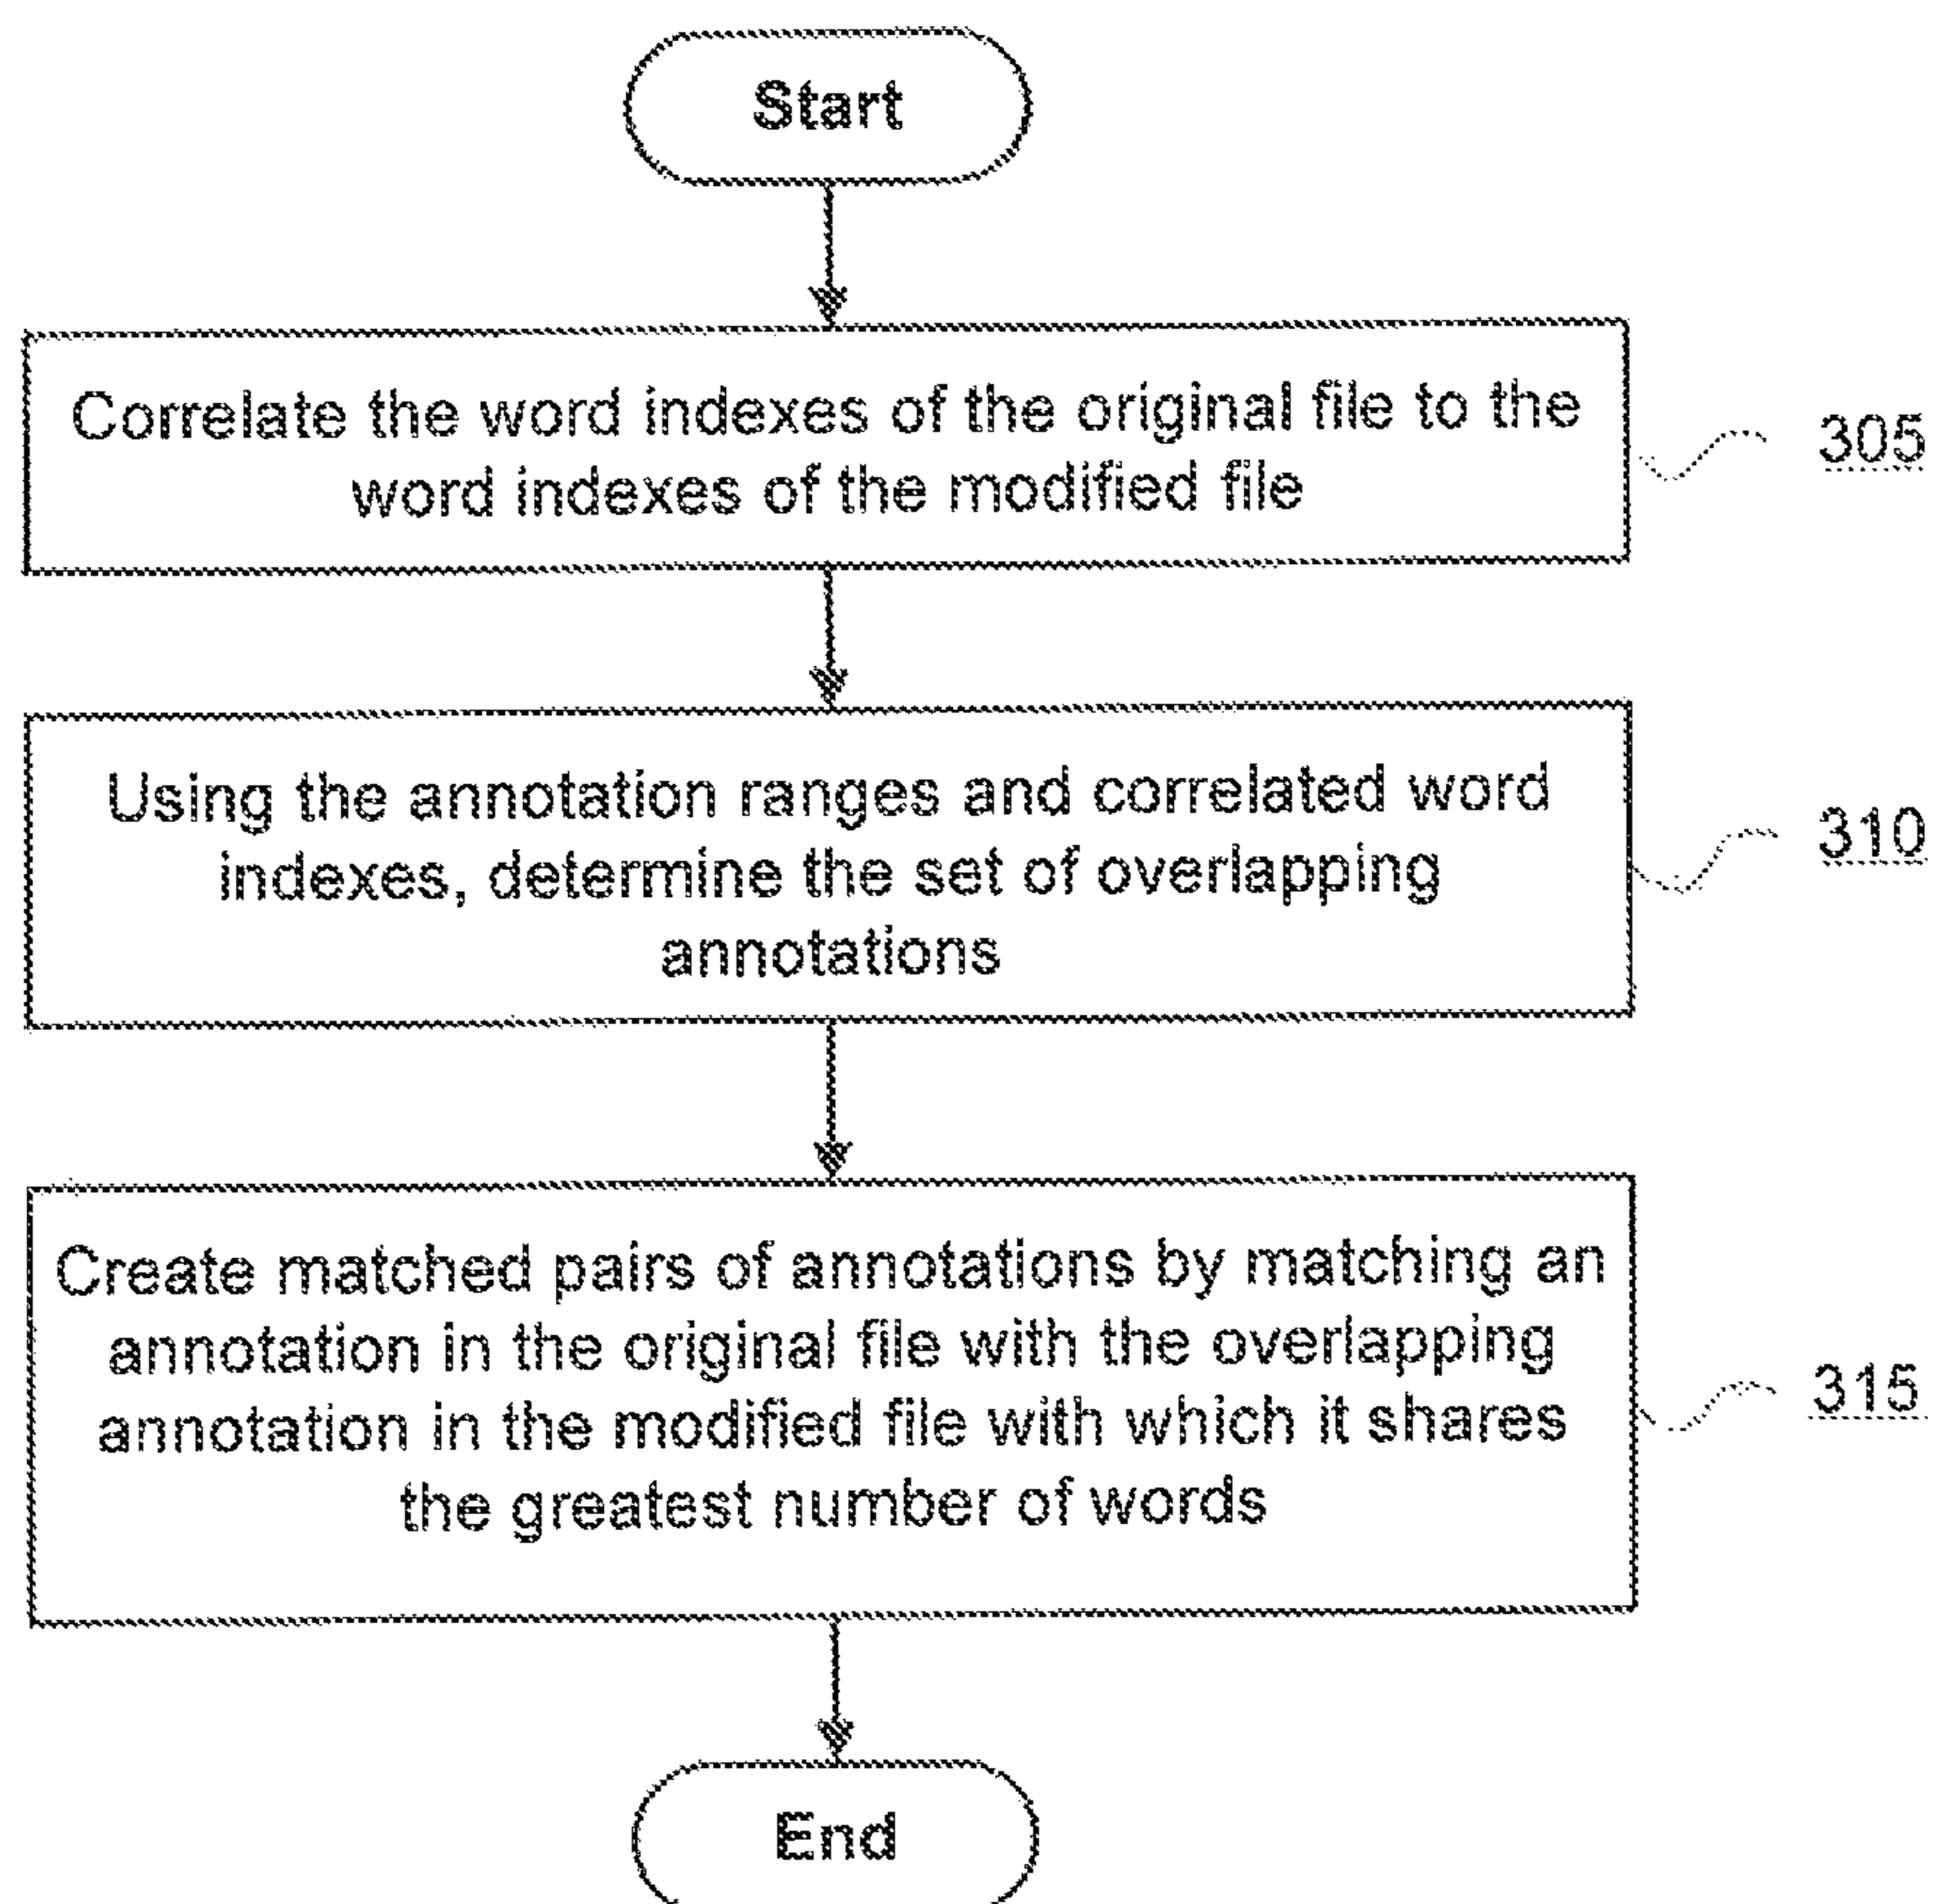 Start
Correlate the word indexes of the original file to the
word indexes of the modified file
305
Using the annotation ranges and correlated word
indexes, determine the set of overlapping
annotations
310
Create matched pairs of annotations by matching an
annotation in the original file with the overlapping
annotation in the modified file with which it shares
the greatest number of words
315
End